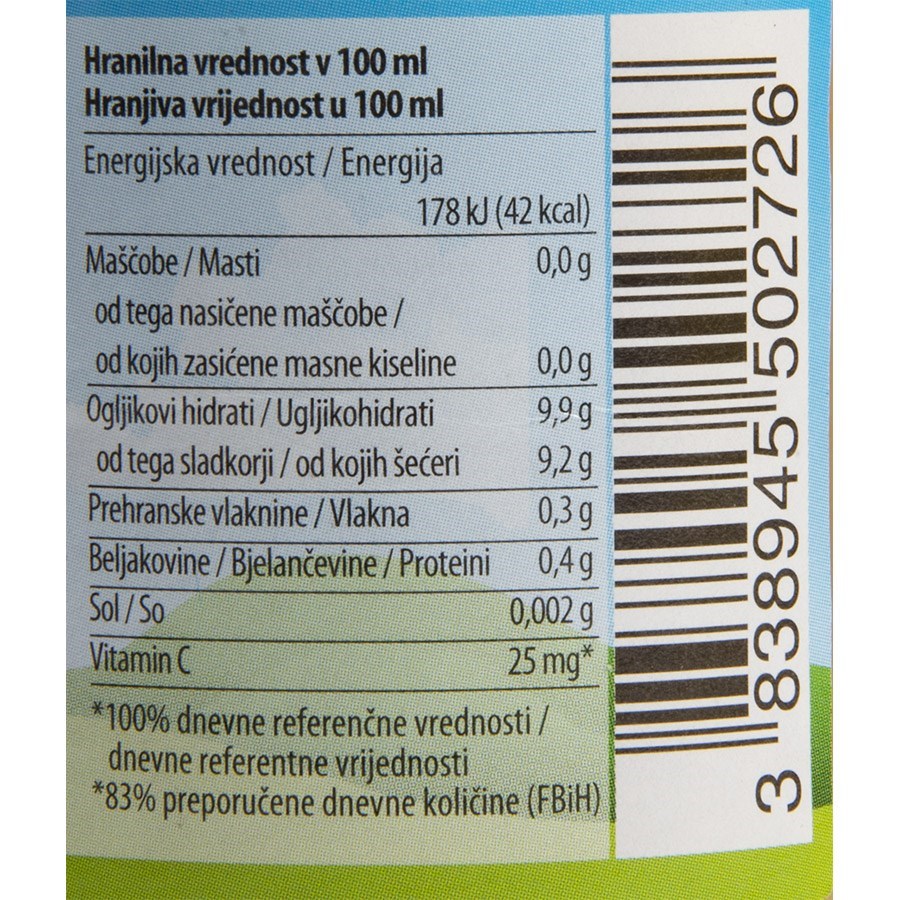 Hranilna vrednost v 100 ml
Hranjiva vrijednost u 100 ml
Energijska vrednost / Energija
178 kJ (42 kcal)
Maščobe / Masti 0,0 g
od tega nasičene maščobe /
od kojih zasićene masne kiseline 0,0 g
Ogljikovi hidrati / Ugljikohidrati 9,9 g
od tega sladkorji / od kojih šećeri 9,2 g
Prehranske vlaknine / Vlakna 0,3 g
Beljakovine / Bjelančevine / Proteini 0,4 g
Sol / So 0,002 g
Vitamin C 25 mg*
*100% dnevne referenčne vrednosti /
dnevne referentne vrijednosti
*83% preporučene dnevne količine (FBiH)
3 838945 502726